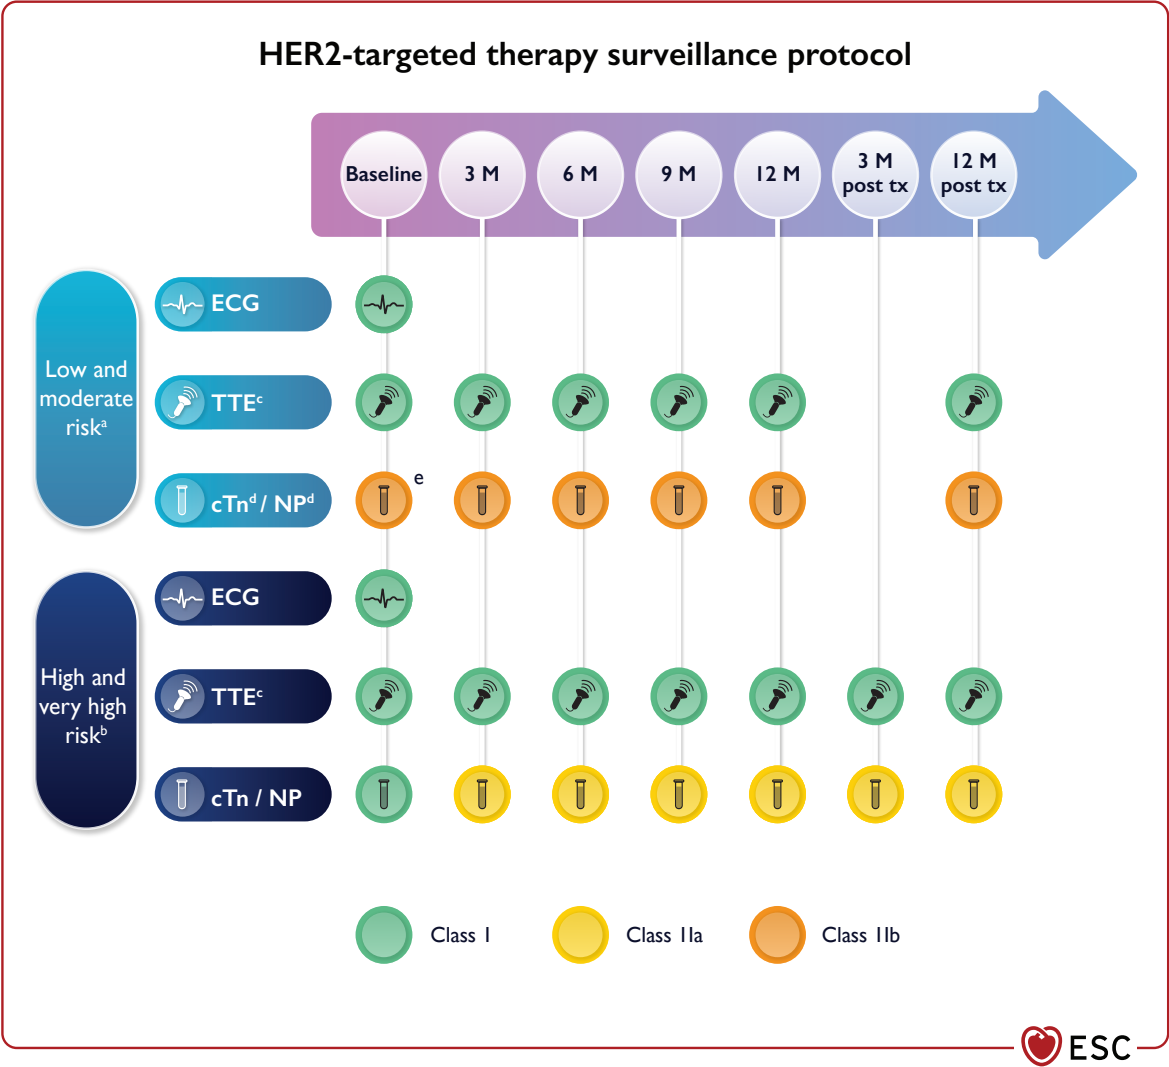 HER2-targeted therapy surveillance protocol
Baseline
3 M
6 M
9 M
12 M
3 M
post tx
12 M
post tx
Low and
moderate
riskᵃ
ECG
TTEᶜ
cTnᵈ / NPᵈ
e
High and
very high
riskᵇ
ECG
TTEᶜ
cTn / NP
Class I
Class IIa
Class IIb
ESC